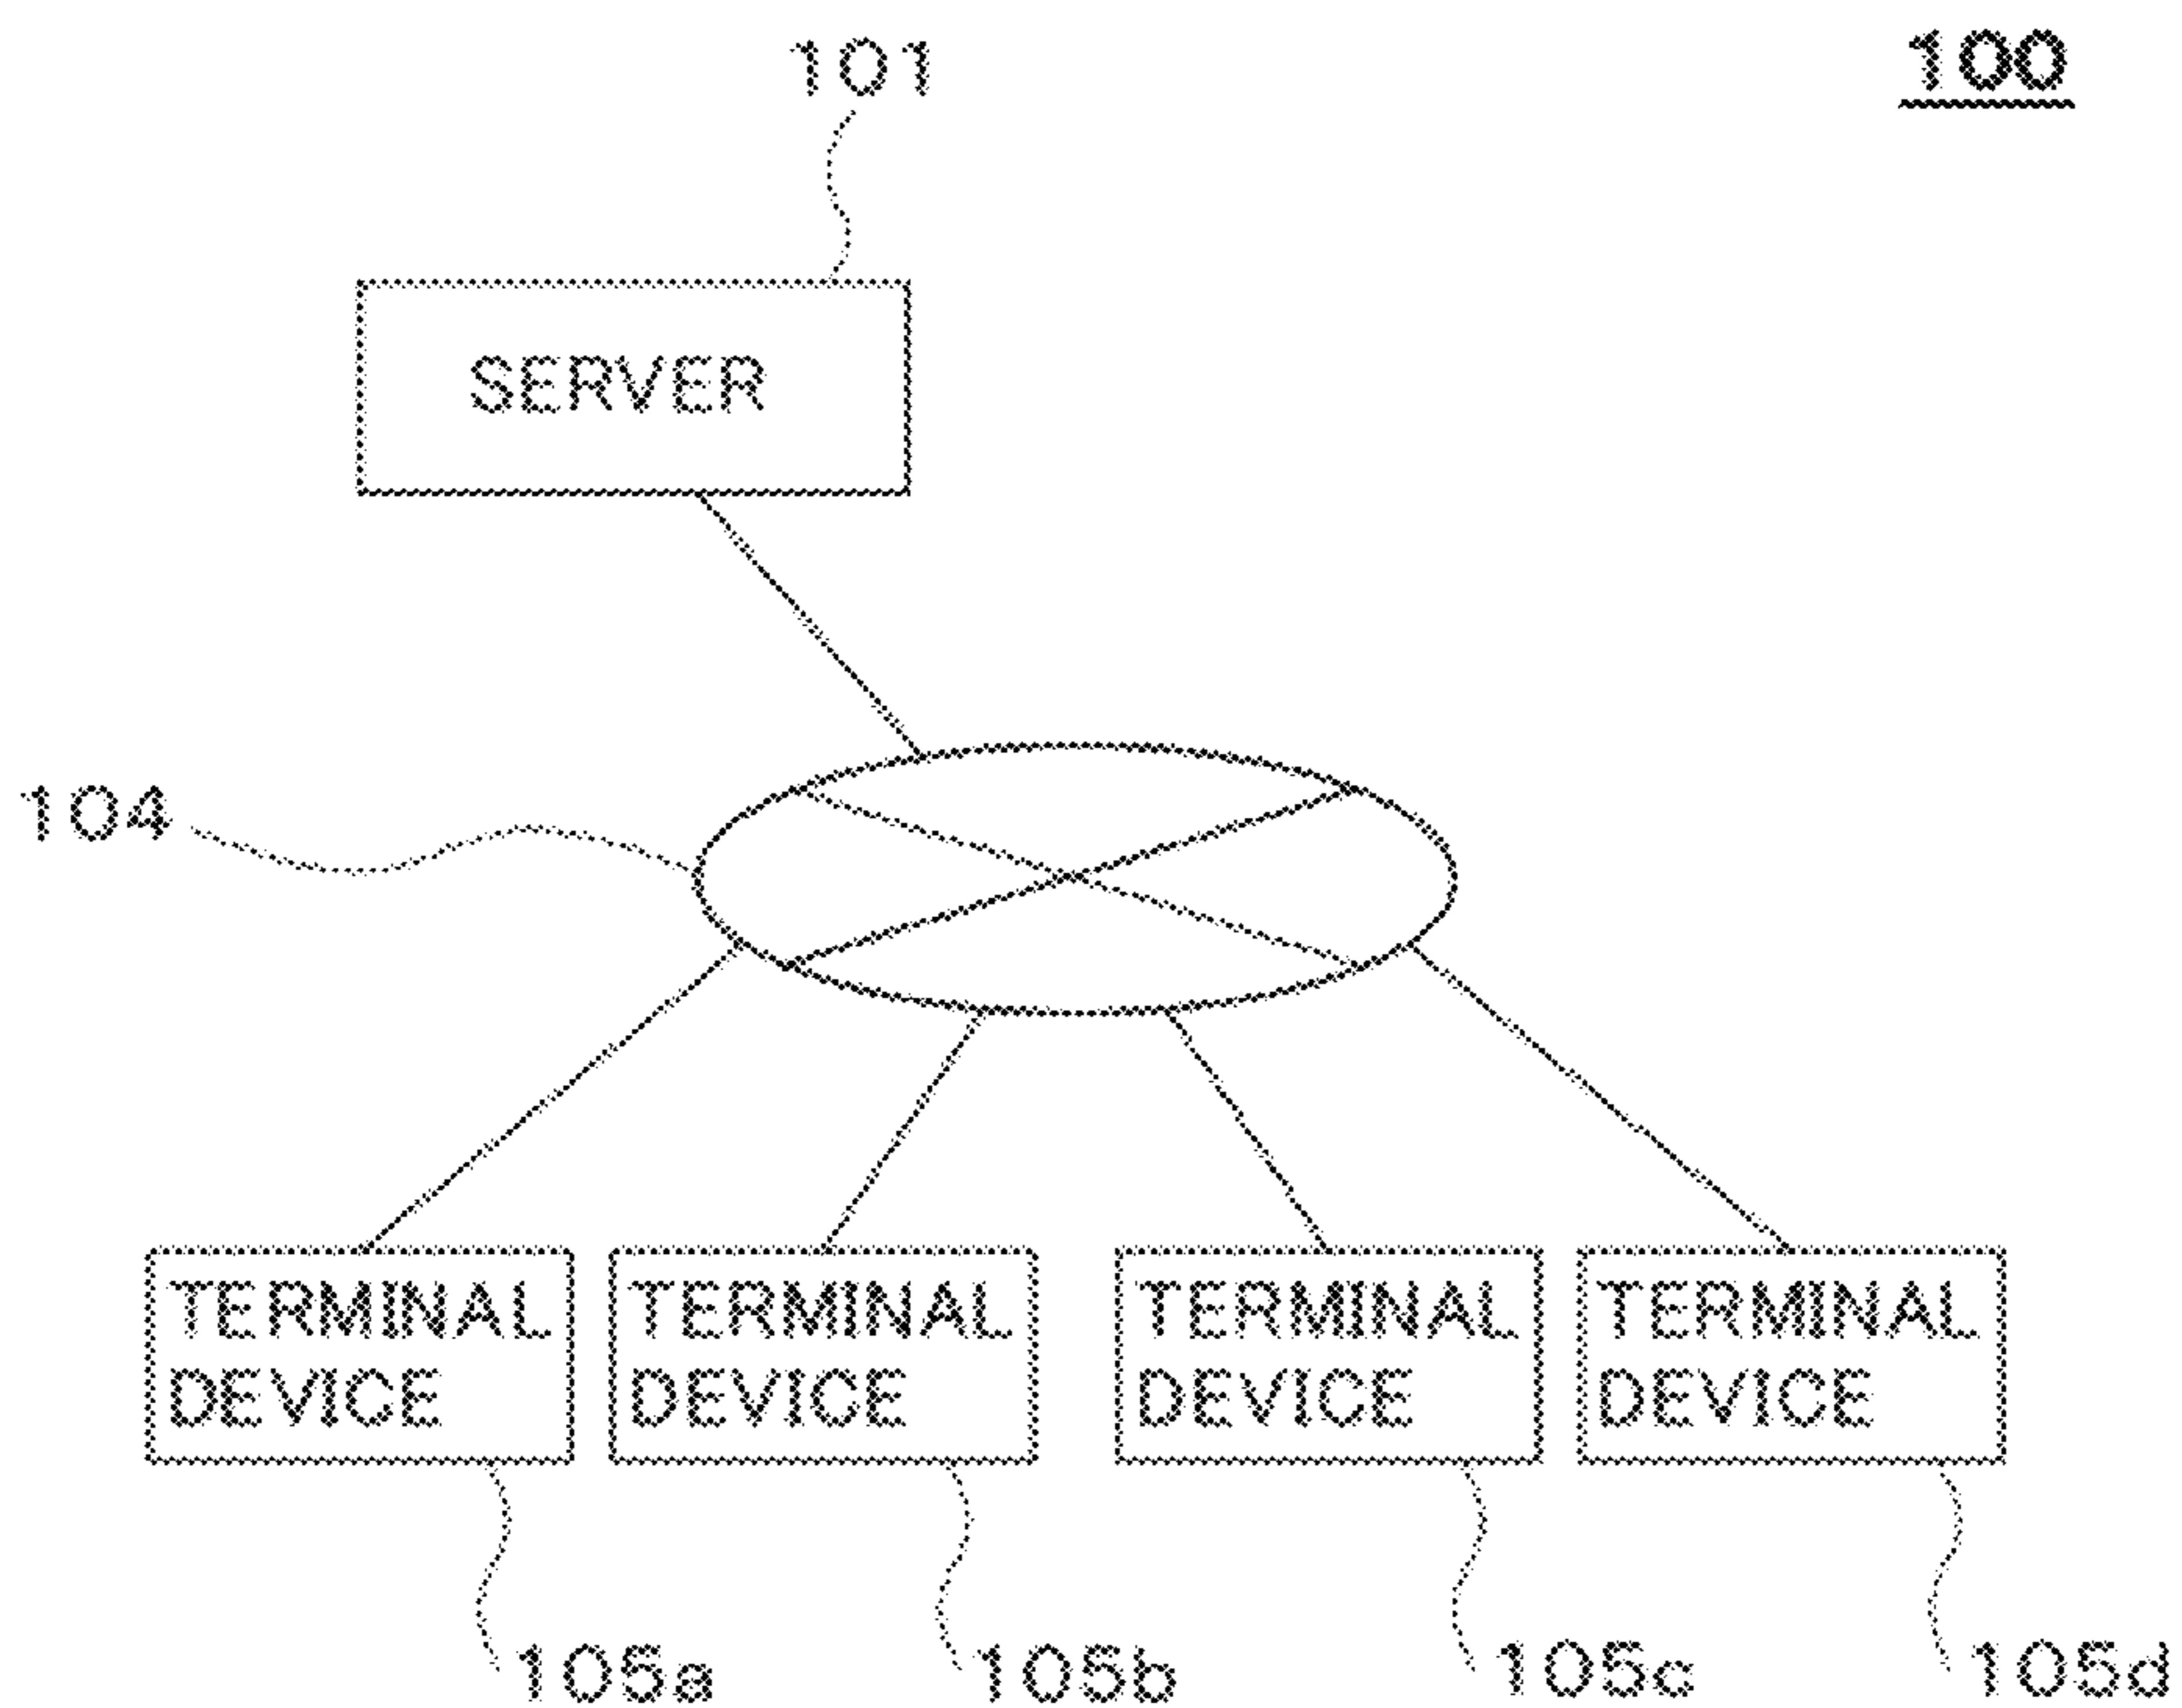 101
100
SERVER
104
TERMINAL
DEVICE
TERMINAL
DEVICE
TERMINAL
DEVICE
TERMINAL
DEVICE
105a
105b
105c
105d